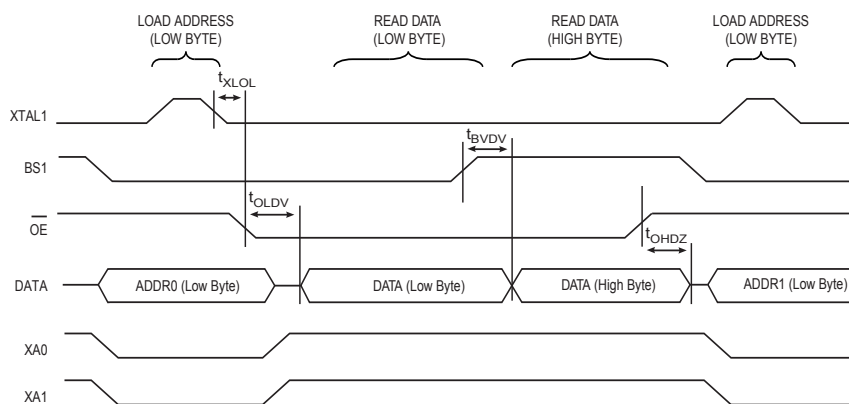 LOAD ADDRESS
(LOW BYTE)
READ DATA
(LOW BYTE)
READ DATA
(HIGH BYTE)
LOAD ADDRESS
(LOW BYTE)
tXLOL
XTAL1
tBVDV
BS1
tOLDV
OE
tOHDZ
DATA
ADDR0 (Low Byte)
DATA (Low Byte)
DATA (High Byte)
ADDR1 (Low Byte)
XA0
XA1